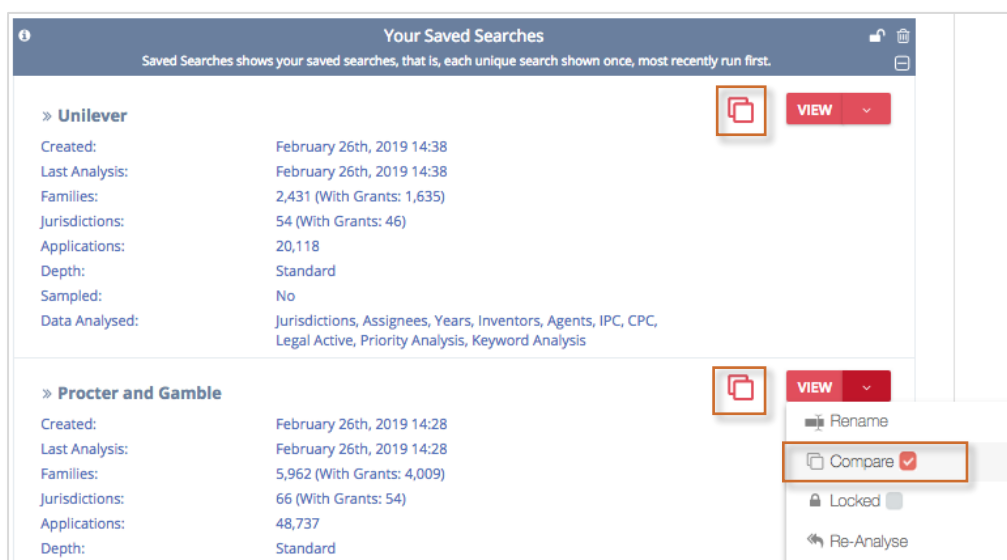 Your Saved Searches
Saved Searches shows your saved searches, that is, each unique search shown once, most recently run first.
» Unilever
VIEW
Created: February 26th, 2019 14:38
Last Analysis: February 26th, 2019 14:38
Families: 2,431 (With Grants: 1,635)
Jurisdictions: 54 (With Grants: 46)
Applications: 20,118
Depth: Standard
Sampled: No
Data Analysed: Jurisdictions, Assignees, Years, Inventors, Agents, IPC, CPC,
Legal Active, Priority Analysis, Keyword Analysis
» Procter and Gamble
VIEW
Created: February 26th, 2019 14:28
Last Analysis: February 26th, 2019 14:28
Families: 5,962 (With Grants: 4,009)
Jurisdictions: 66 (With Grants: 54)
Applications: 48,737
Depth: Standard
Rename
Compare
Locked
Re-Analyse